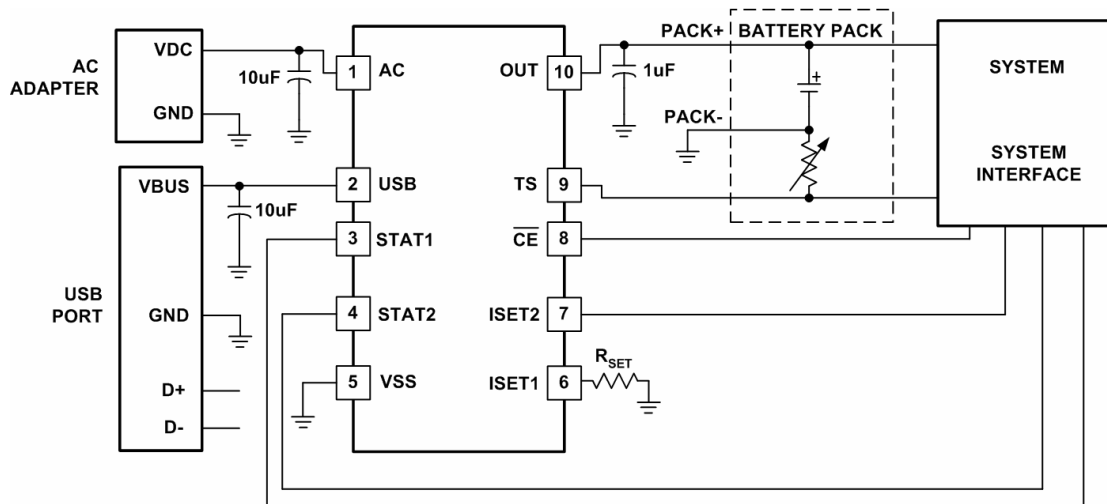 AC
ADAPTER
VDC
GND
10uF
USB
PORT
VBUS
GND
D+
D-
10uF
1 AC
2 USB
3 STAT1
4 STAT2
5 VSS
OUT 10
TS 9
CE 8
ISET2 7
ISET1 6
R_SET
PACK+
1uF
PACK-
BATTERY PACK
+
SYSTEM
SYSTEM
INTERFACE